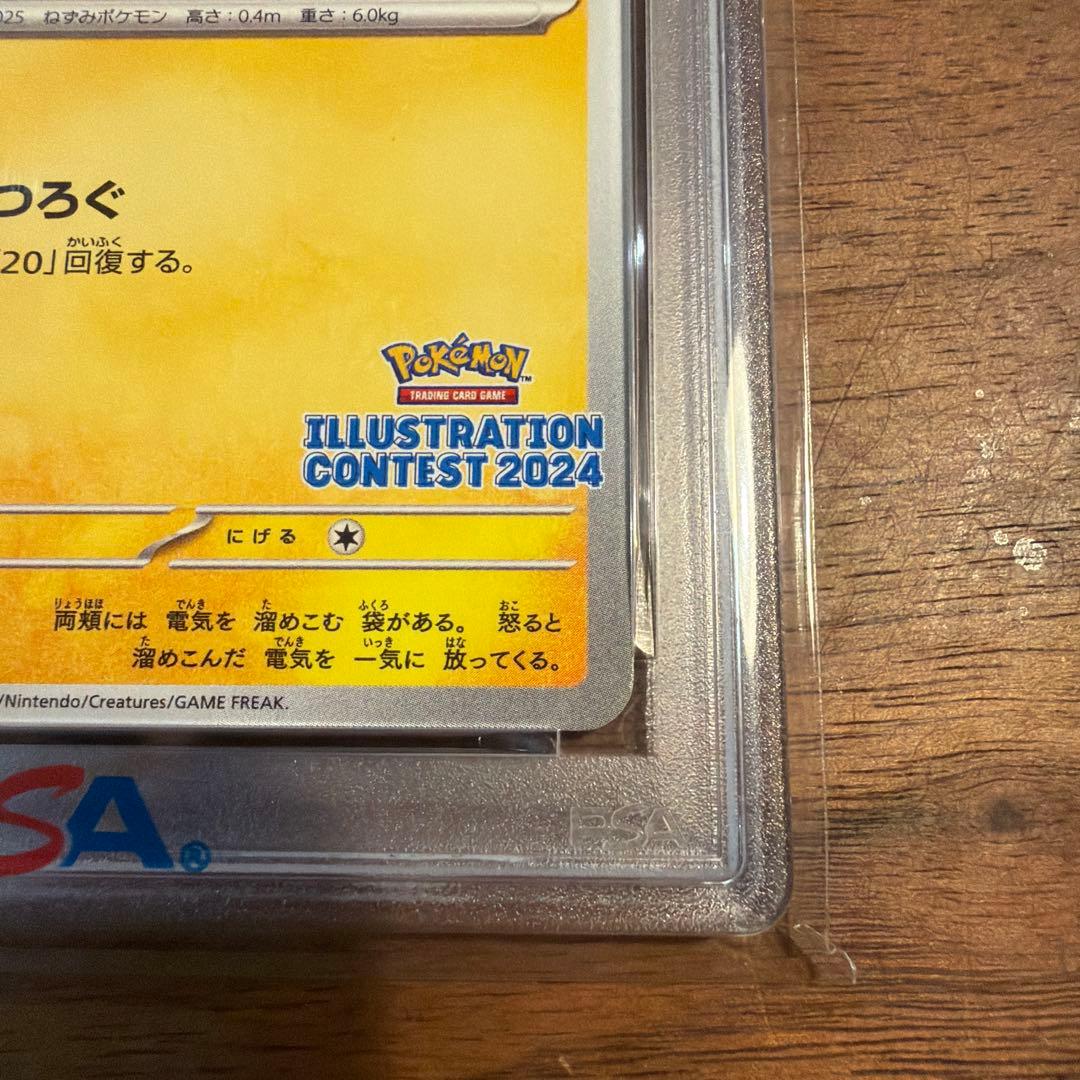 025 ねずみポケモン 高さ：0.4m 重さ：6.0kg
つろぐ
かいふく
「20」回復する。
POKéMON™
TRADING CARD GAME
ILLUSTRATION
CONTEST 2024
にげる
りょうほほ でんき た ふくろ おこ
両頬には 電気を 溜めこむ 袋がある。 怒ると
た でんき いっき はな
溜めこんだ 電気を 一気に 放ってくる。
/Nintendo/Creatures/GAME FREAK.
SA®
PSA